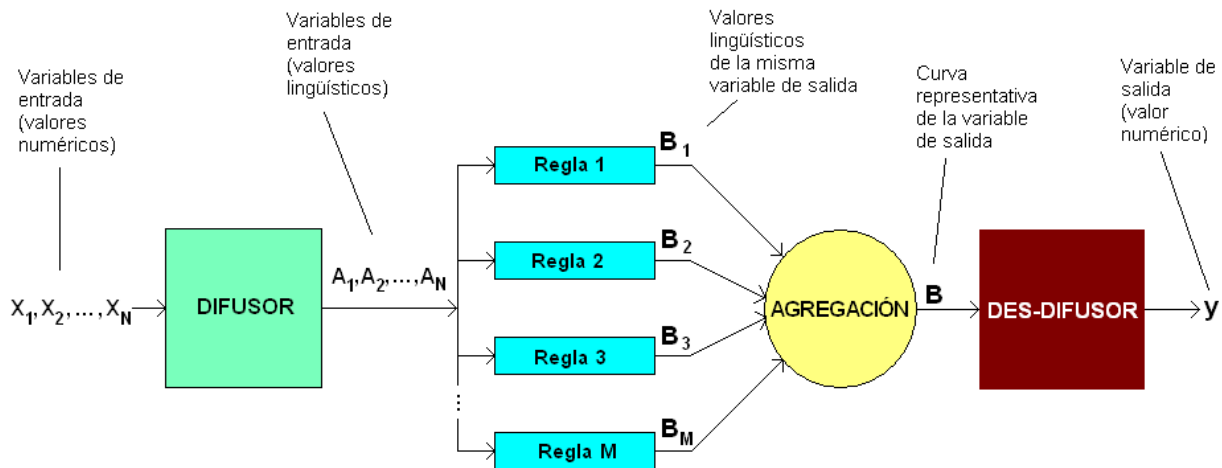 Variables de
entrada
(valores
numéricos)
Variables de
entrada
(valores
lingüísticos)
Valores
lingüísticos
de la misma
variable de salida
Curva
representativa
de la variable
de salida
Variable de
salida
(valor
numérico)
X1,X2,...,XN
DIFUSOR
A1,A2,...,AN
Regla 1
B1
Regla 2
B2
Regla 3
B3
⋮
Regla M
BM
AGREGACIÓN
B
DES-DIFUSOR
y